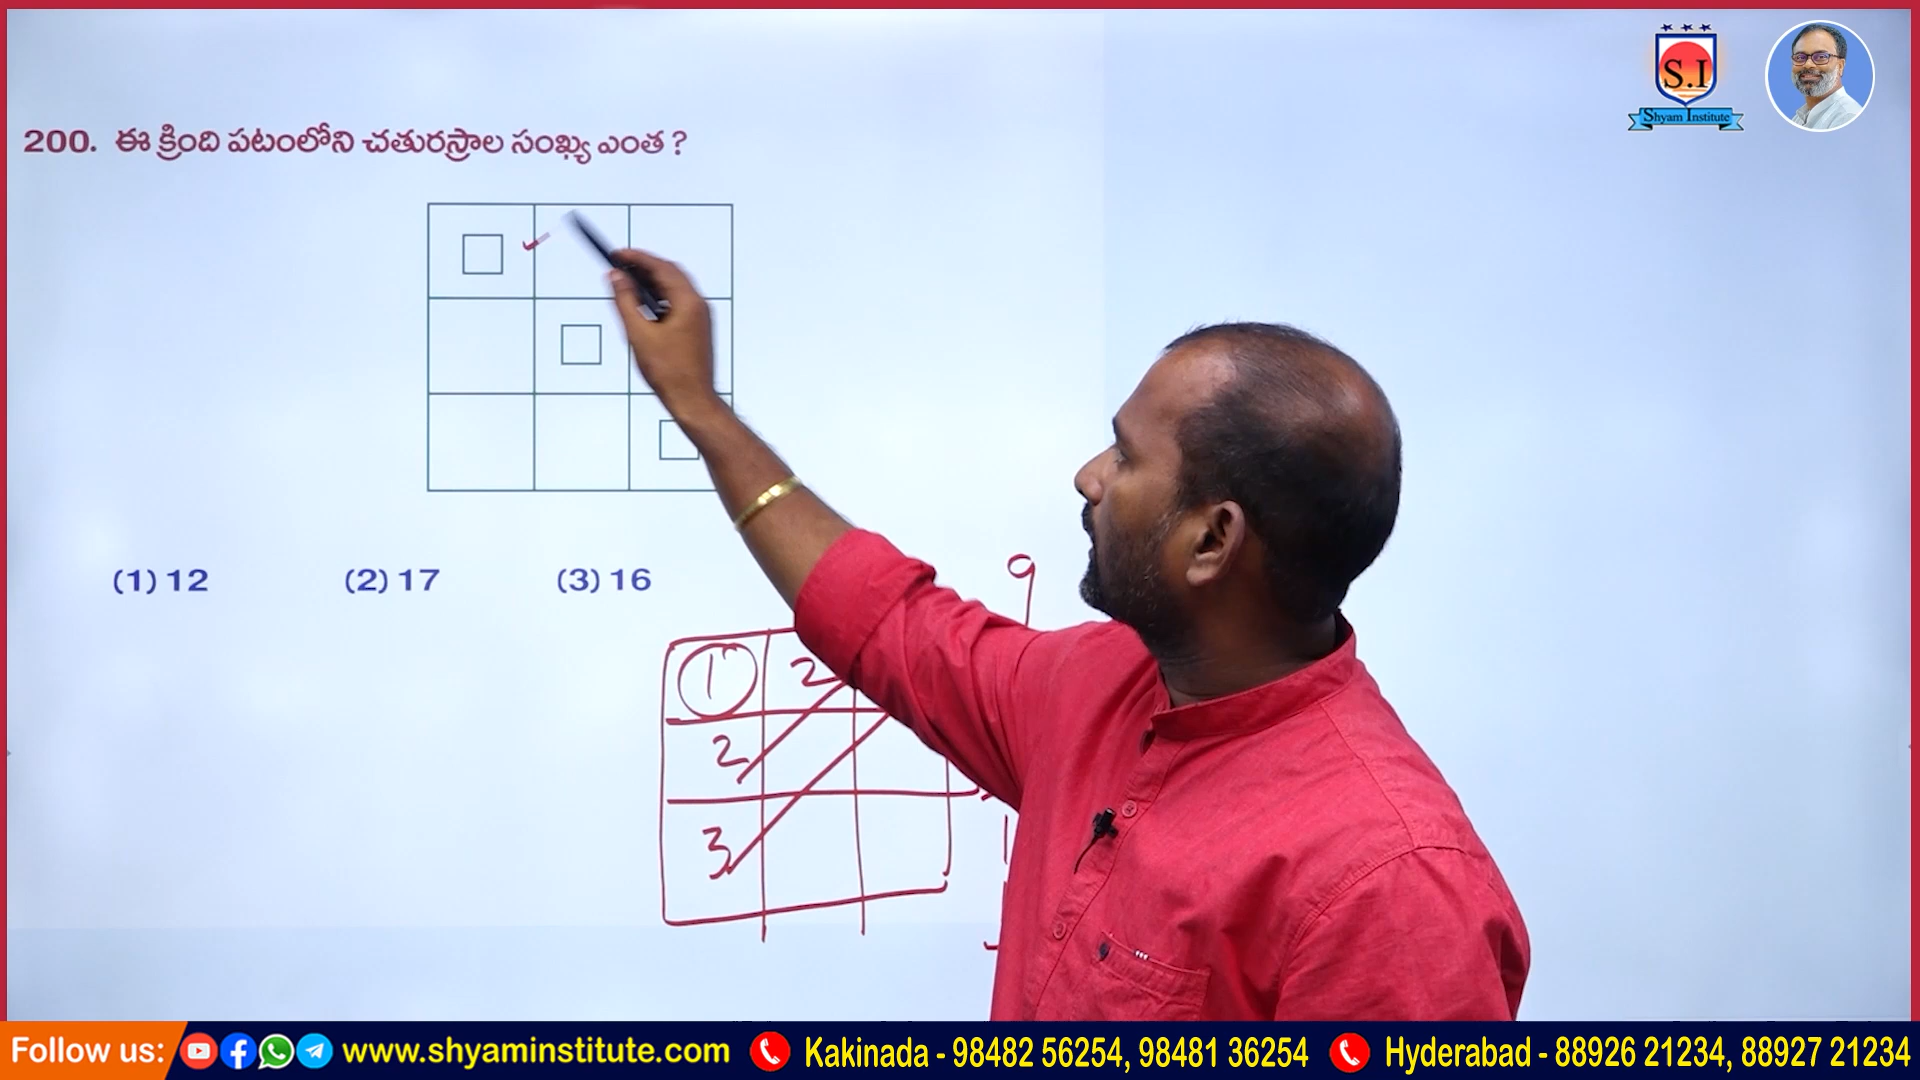 S.I
Shyam Institute
200. ఈ క్రింది పటంలోని చతురస్రాల సంఖ్య ఎంత ?
(1) 12 (2) 17 (3) 16
9
1 2
2
3
Follow us: www.shyaminstitute.com Kakinada - 98482 56254, 98481 36254 Hyderabad - 88926 21234, 88927 21234